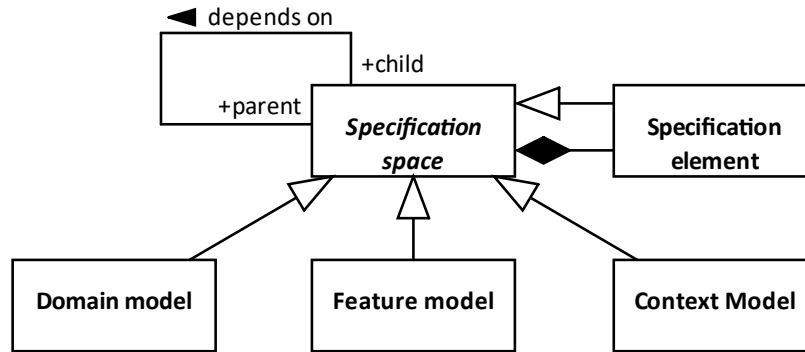 depends on
+child
+parent
Specification
space
Specification
element
Domain model
Feature model
Context Model